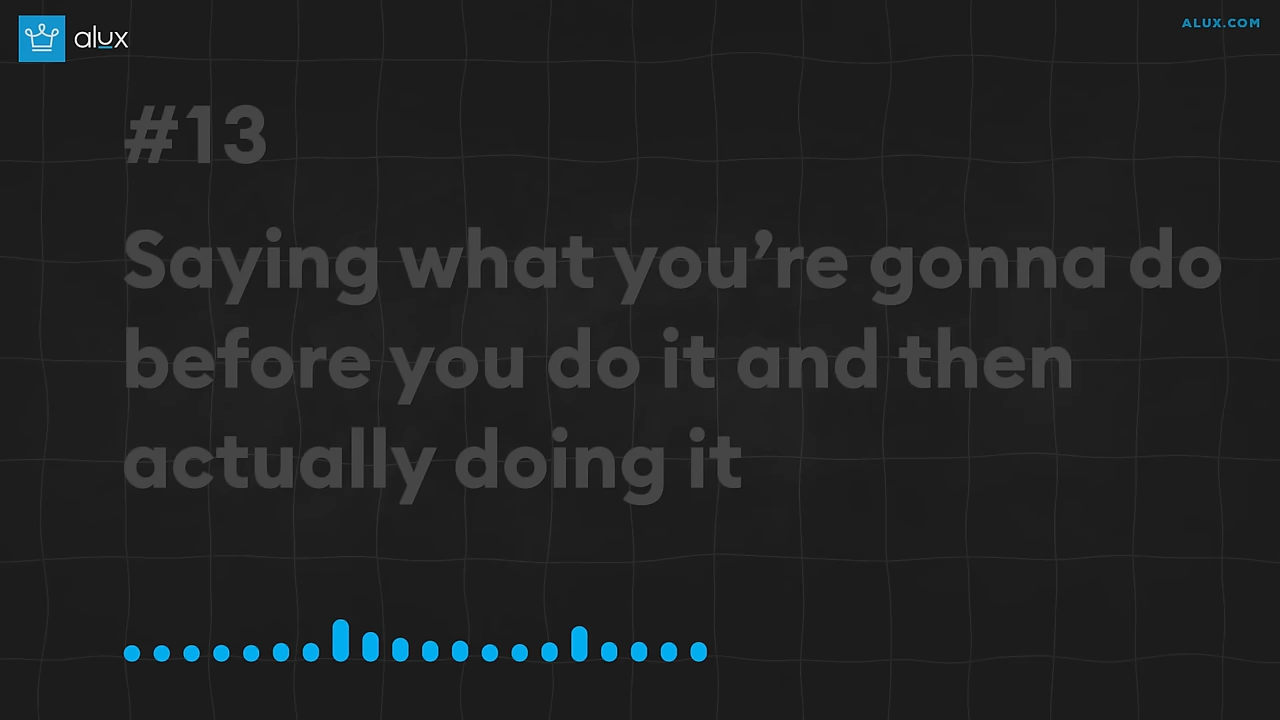 alux
ALUX.COM
#13
Saying what you’re gonna do
before you do it and then
actually doing it